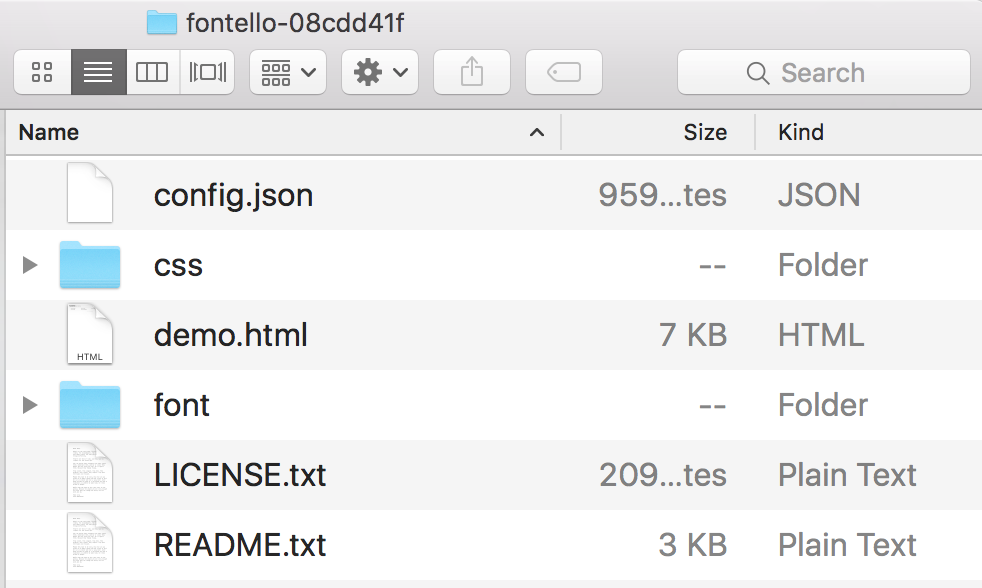 fontello-08cdd41f
Search
Name Size Kind
config.json 959...tes JSON
css -- Folder
demo.html 7 KB HTML
HTML
font -- Folder
LICENSE.txt 209...tes Plain Text
README.txt 3 KB Plain Text